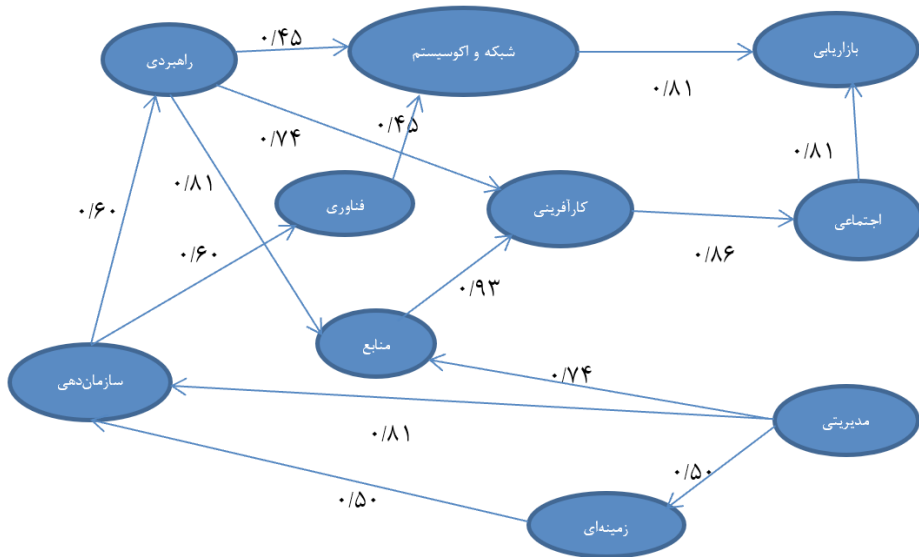 راهبردی
۰/۴۵
شبکه و اکوسیستم
بازاریابی
۰/۸۱
۰/۴۵
۰/۷۴
۰/۸۱
۰/۸۱
فناوری
کارآفرینی
اجتماعی
۰/۶۰
۰/۶۰
۰/۸۶
۰/۹۳
منابع
سازمان‌دهی
۰/۷۴
مدیریتی
۰/۸۱
۰/۵۰
۰/۵۰
زمینه‌ای